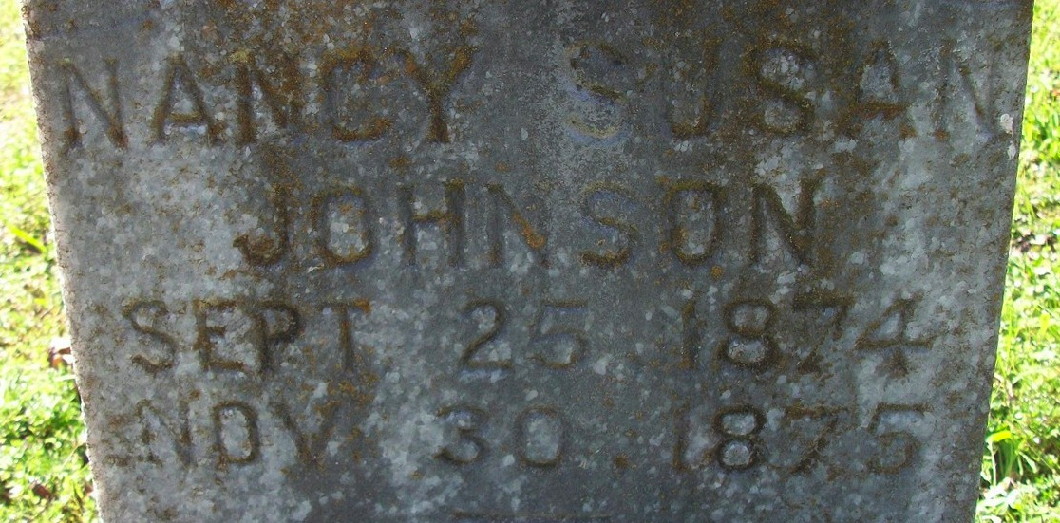 NANCY SUSAN
JOHNSON
SEPT 25. 1874
NOV. 30. 1875